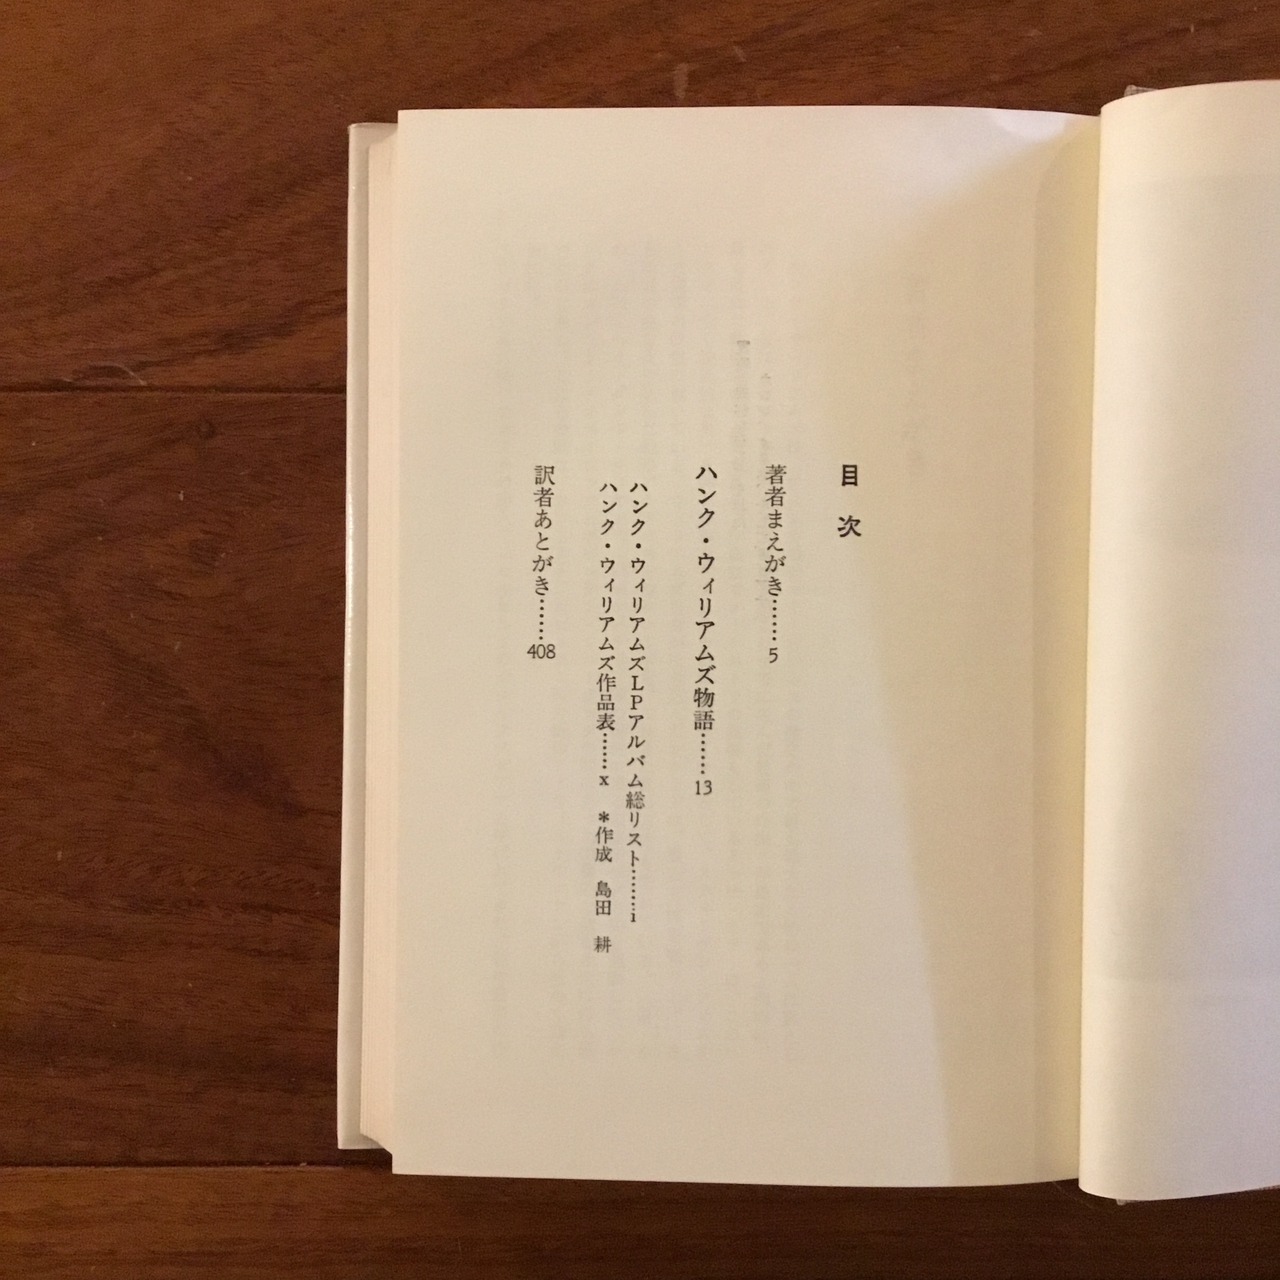 目次
著者まえがき……5
ハンク・ウィリアムズ物語……13
ハンク・ウィリアムズLPアルバム総リスト……i
ハンク・ウィリアムズ作品表……x ＊作成 島田 耕
訳者あとがき……408